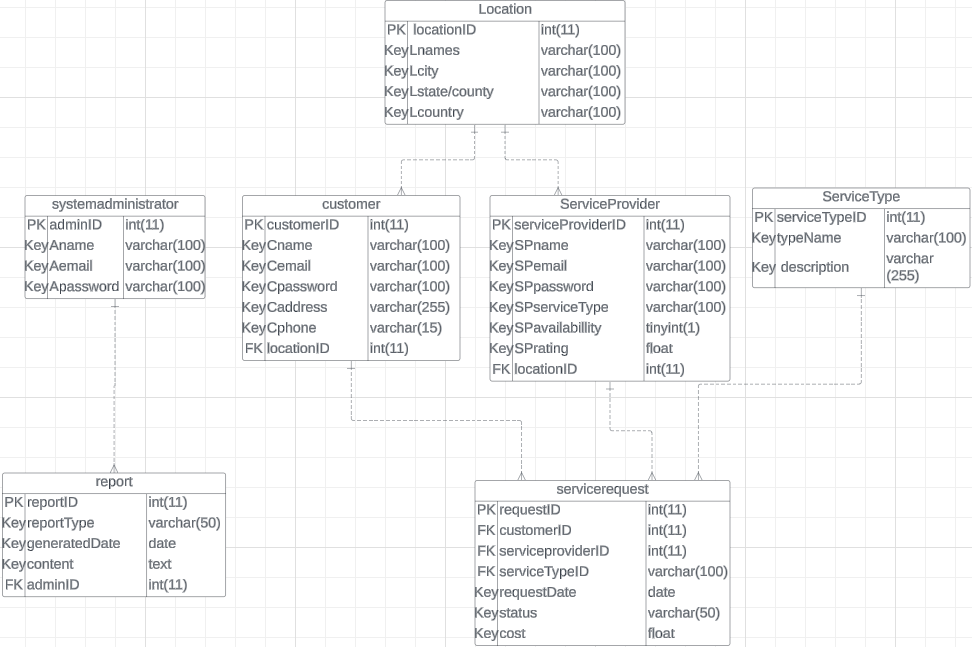 Location
PK locationID int(11)
Key Lnames varchar(100)
Key Lcity varchar(100)
Key Lstate/county varchar(100)
Key Lcountry varchar(100)
systemadministrator
PK adminID int(11)
Key Aname varchar(100)
Key Aemail varchar(100)
Key Apassword varchar(100)
customer
PK customerID int(11)
Key Cname varchar(100)
Key Cemail varchar(100)
Key Cpassword varchar(100)
Key Caddress varchar(255)
Key Cphone varchar(15)
FK locationID int(11)
ServiceProvider
PK serviceProviderID int(11)
Key SPname varchar(100)
Key SPemail varchar(100)
Key SPpassword varchar(100)
Key SPserviceType varchar(100)
Key SPavailabillity tinyint(1)
Key SPrating float
FK locationID int(11)
ServiceType
PK serviceTypeID int(11)
Key typeName varchar(100)
Key description varchar
(255)
report
PK reportID int(11)
Key reportType varchar(50)
Key generatedDate date
Key content text
FK adminID int(11)
servicerequest
PK requestID int(11)
FK customerID int(11)
FK serviceproviderID int(11)
FK serviceTypeID varchar(100)
Key requestDate date
Key status varchar(50)
Key cost float